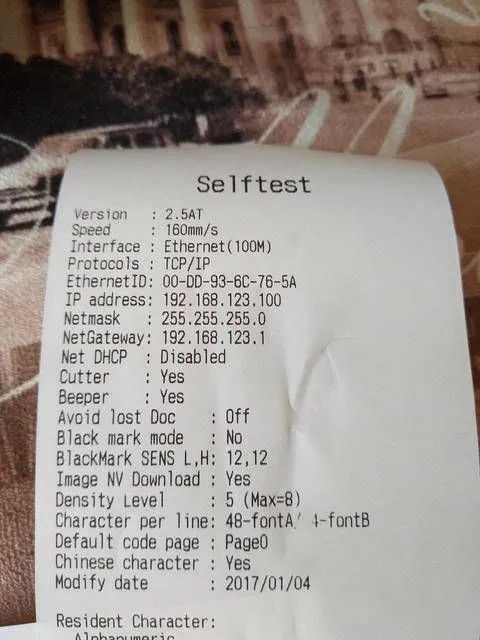 Selftest
Version : 2.5AT
Speed : 160mm/s
Interface : Ethernet(100M)
Protocols : TCP/IP
EthernetID: 00-DD-93-6C-76-5A
IP address: 192.168.123.100
Netmask : 255.255.255.0
NetGateway: 192.168.123.1
Net DHCP : Disabled
Cutter : Yes
Beeper : Yes
Avoid lost Doc : Off
Black mark mode : No
BlackMark SENS L,H: 12,12
Image NV Download : Yes
Density Level : 5 (Max=8)
Character per line: 48-fontA/ 4-fontB
Default code page : Page0
Chinese character : Yes
Modify date : 2017/01/04
Resident Character:
Alphanumeric